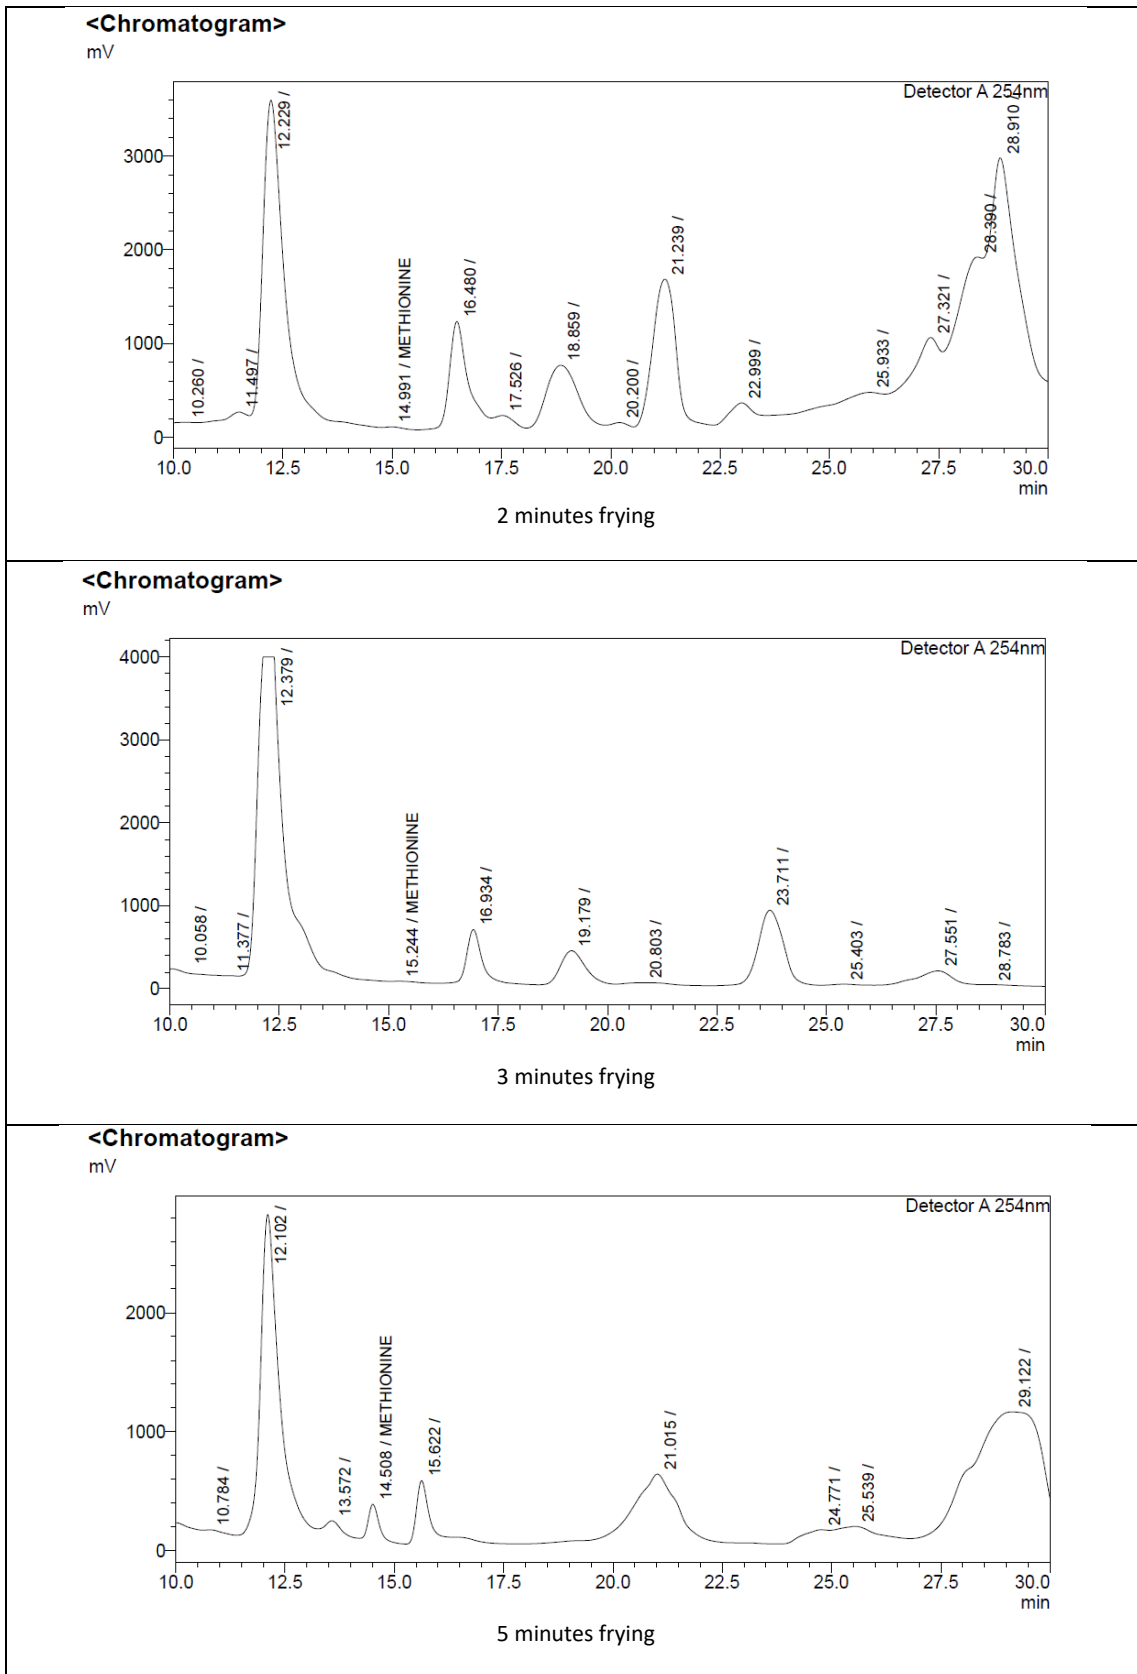 <Chromatogram>
mV
Detector A 254nm
3000
2000
1000
0
10.260 /
11.497 /
12.229 /
14.991 / METHIONINE
16.480 /
17.526 /
18.859 /
20.200 /
21.239 /
22.999 /
25.933 /
27.321 /
28.390 /
28.910 /
10.0 12.5 15.0 17.5 20.0 22.5 25.0 27.5 30.0
min
2 minutes frying
<Chromatogram>
mV
Detector A 254nm
4000
3000
2000
1000
0
10.058 /
11.377 /
12.379 /
15.244 / METHIONINE
16.934 /
19.179 /
20.803 /
23.711 /
25.403 /
27.551 /
28.783 /
10.0 12.5 15.0 17.5 20.0 22.5 25.0 27.5 30.0
min
3 minutes frying
<Chromatogram>
mV
Detector A 254nm
2000
1000
0
10.784 /
12.102 /
13.572 /
14.508 / METHIONINE
15.622 /
21.015 /
24.771 /
25.539 /
29.122 /
10.0 12.5 15.0 17.5 20.0 22.5 25.0 27.5 30.0
min
5 minutes frying